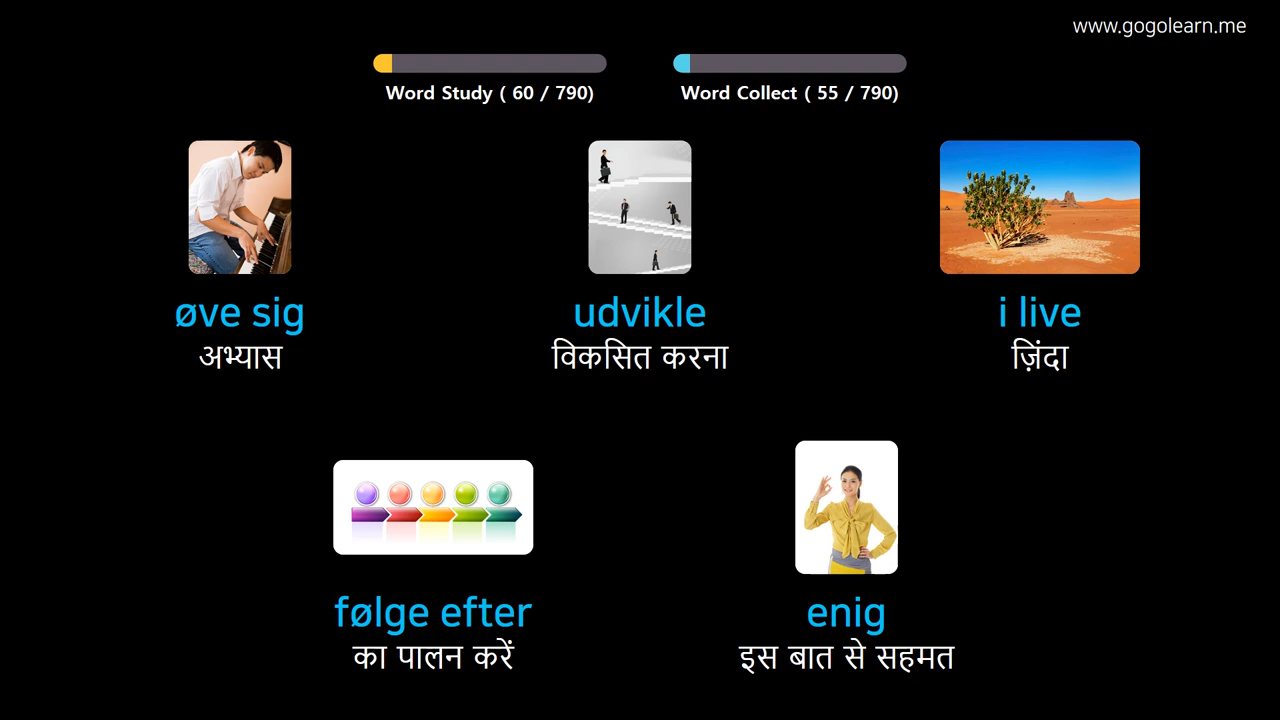 www.gogolearn.me
Word Study ( 60 / 790)
Word Collect ( 55 / 790)
øve sig
अभ्यास
udvikle
विकसित करना
i live
ज़िंदा
følge efter
का पालन करें
enig
इस बात से सहमत